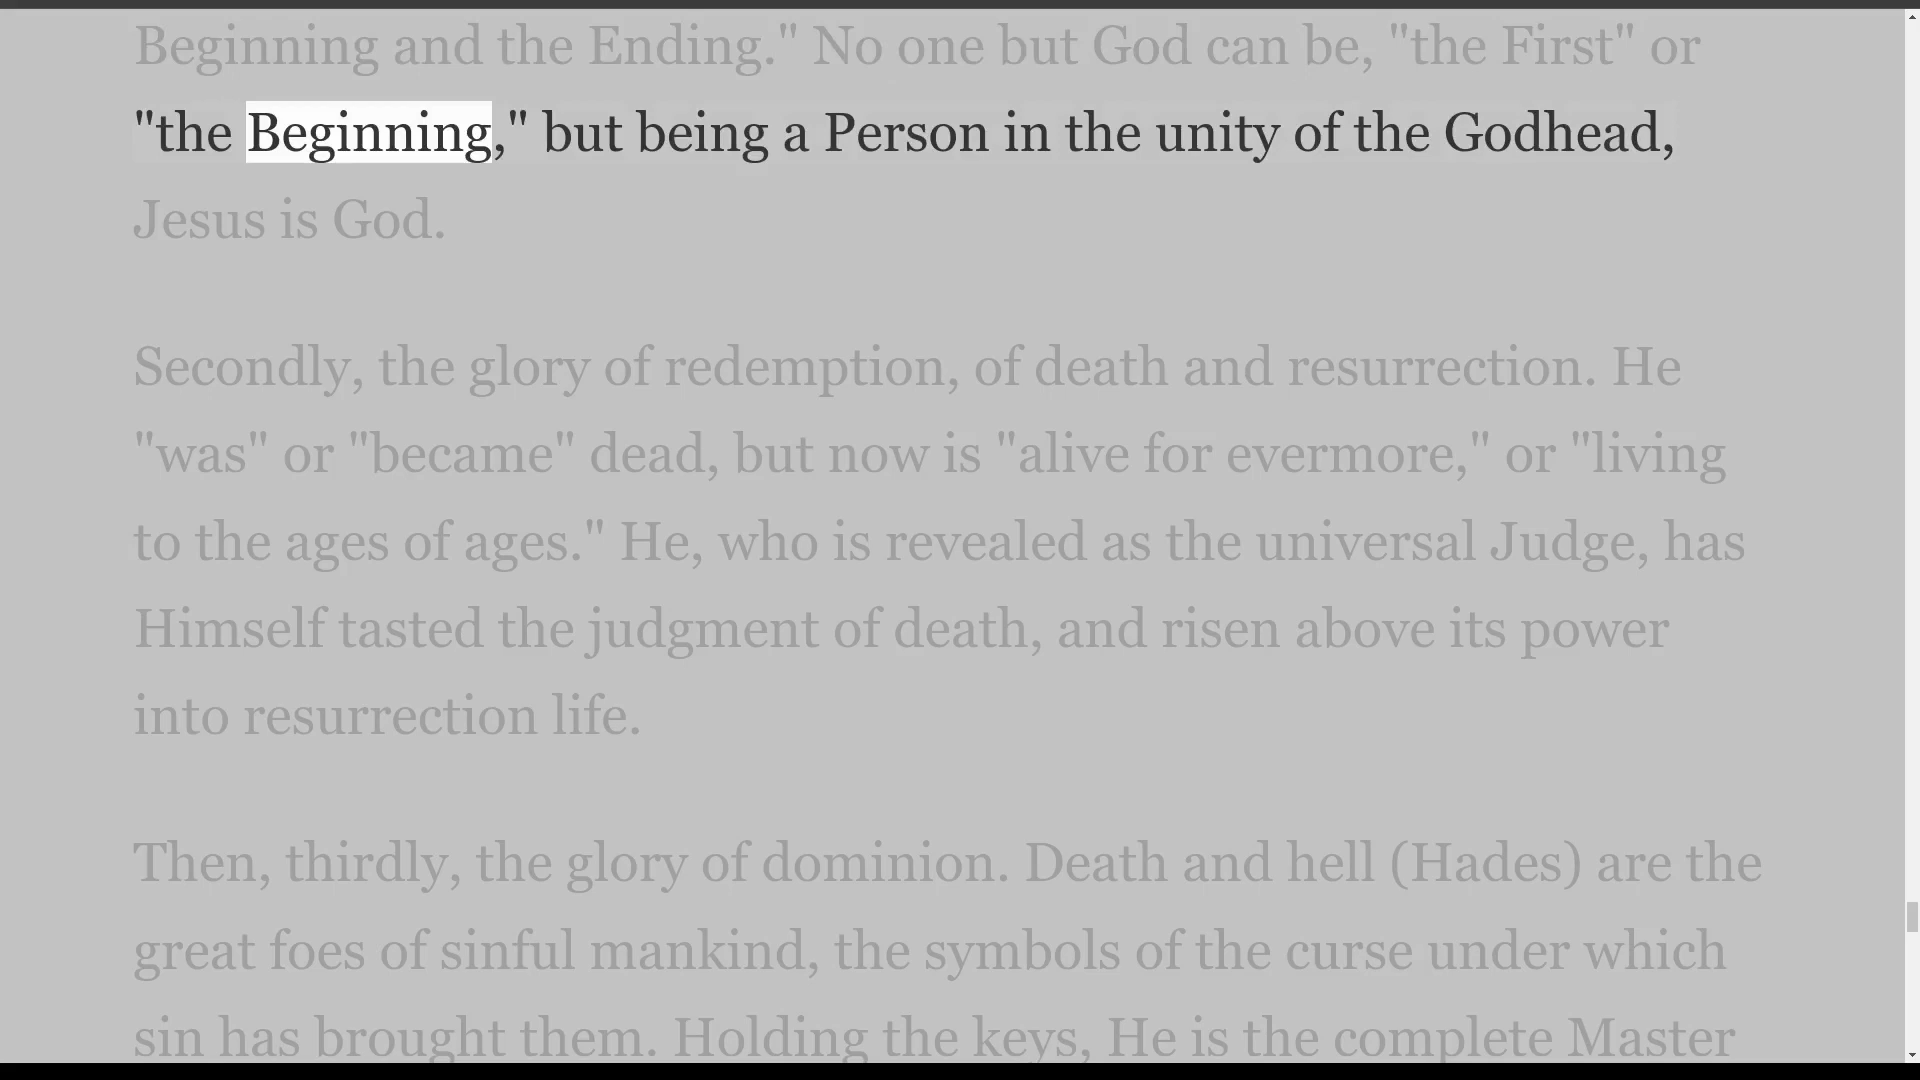 Beginning and the Ending." No one but God can be, "the First" or
"the Beginning," but being a Person in the unity of the Godhead,
Jesus is God.
Secondly, the glory of redemption, of death and resurrection. He
"was" or "became" dead, but now is "alive for evermore," or "living
to the ages of ages." He, who is revealed as the universal Judge, has
Himself tasted the judgment of death, and risen above its power
into resurrection life.
Then, thirdly, the glory of dominion. Death and hell (Hades) are the
great foes of sinful mankind, the symbols of the curse under which
sin has brought them. Holding the keys, He is the complete Master